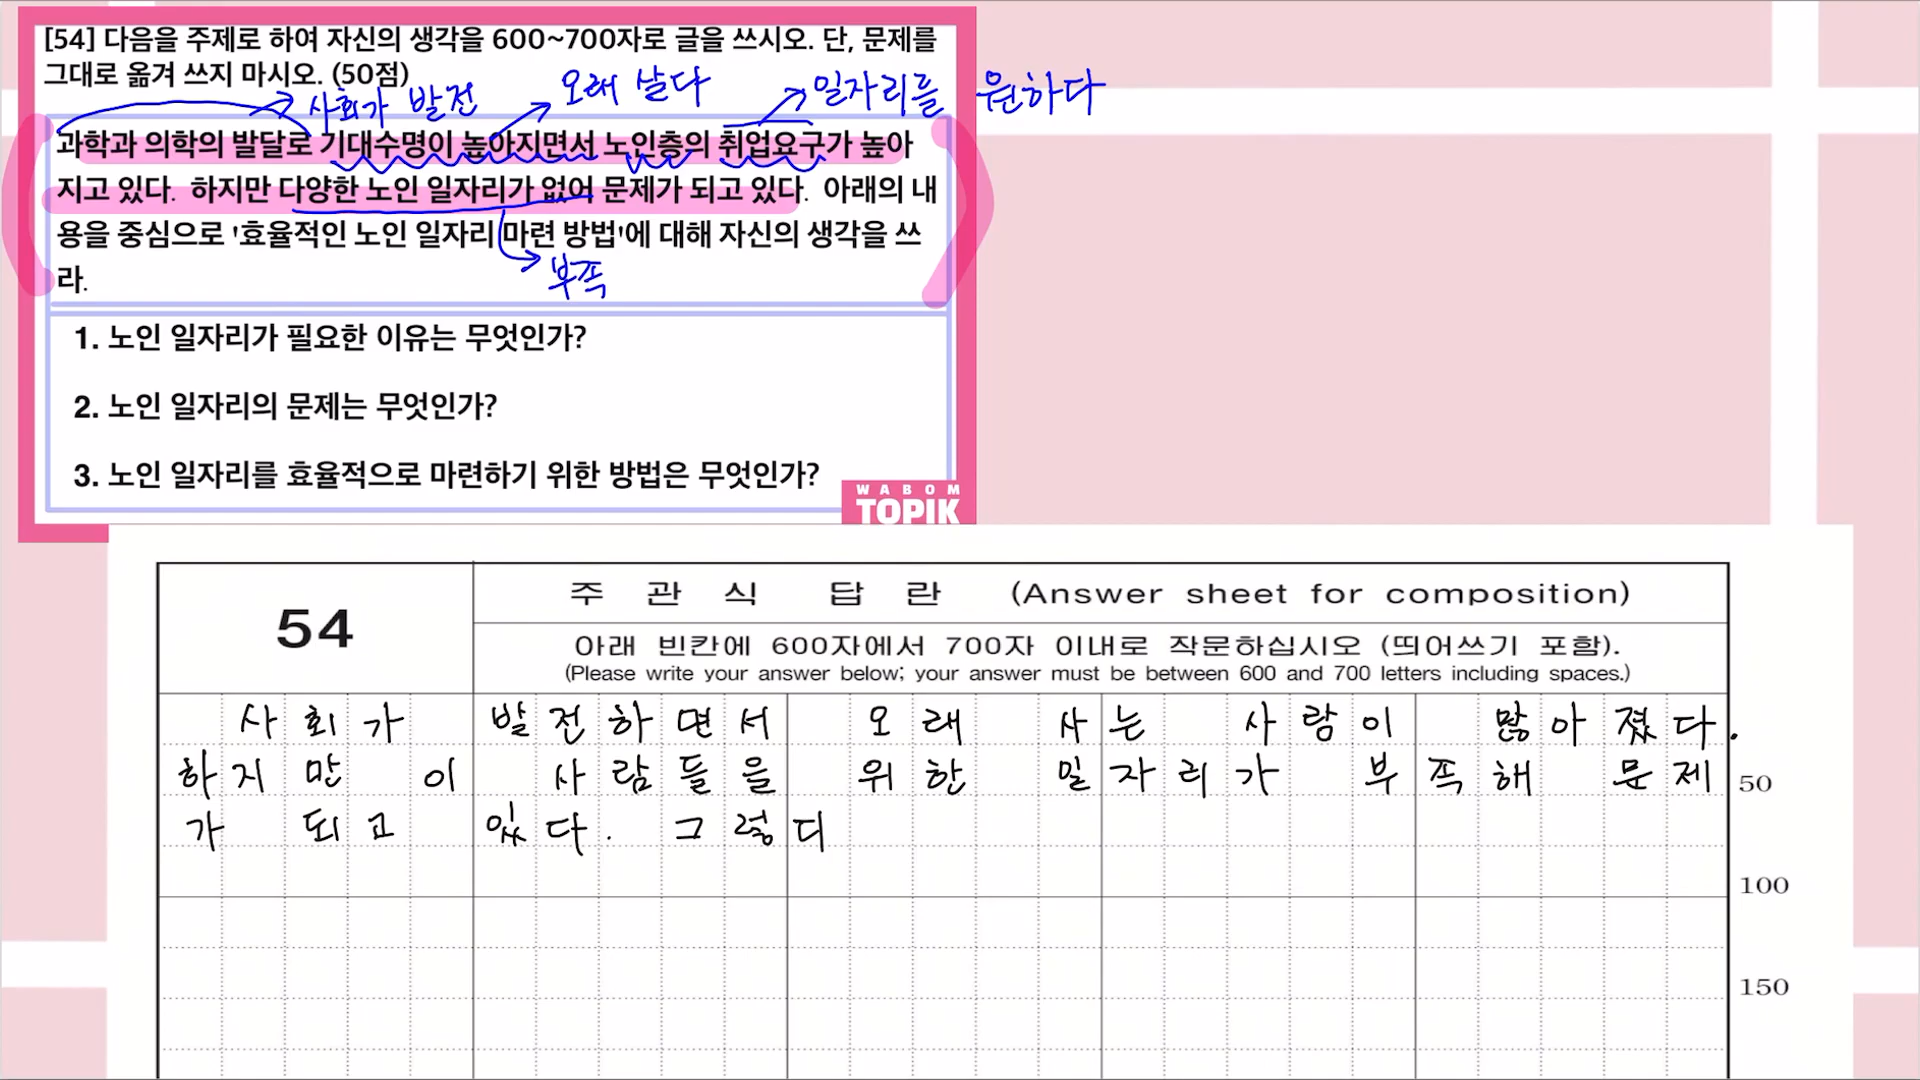 [54] 다음을 주제로 하여 자신의 생각을 600~700자로 글을 쓰시오. 단, 문제를
그대로 옮겨 쓰지 마시오. (50점)
사회가 발전
오래 살다
일자리를 원하다
과학과 의학의 발달로 기대수명이 높아지면서 노인층의 취업요구가 높아
지고 있다. 하지만 다양한 노인 일자리가 없어 문제가 되고 있다. 아래의 내
용을 중심으로 '효율적인 노인 일자리 마련 방법'에 대해 자신의 생각을 쓰
라.
부족
1. 노인 일자리가 필요한 이유는 무엇인가?
2. 노인 일자리의 문제는 무엇인가?
3. 노인 일자리를 효율적으로 마련하기 위한 방법은 무엇인가?
WABOM
TOPIK
54
주 관 식 답 란 (Answer sheet for composition)
아래 빈칸에 600자에서 700자 이내로 작문하십시오 (띄어쓰기 포함).
(Please write your answer below; your answer must be between 600 and 700 letters including spaces.)
사회가 발전하면서 오래 사는 사람이 많아졌다.
하지만 이 사람들을 위한 일자리가 부족해 문제
50
가 되고 있다. 그렇다
100
150